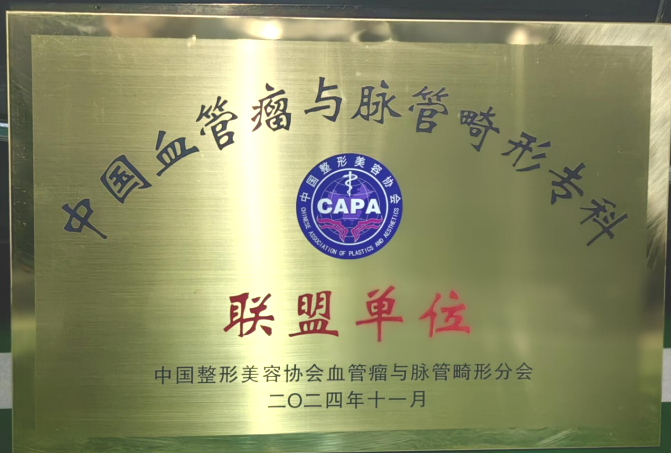 中国血管瘤与脉管畸形专科
中国整形美容协会
CAPA
CHINESE ASSOCIATION OF PLASTICS AND AESTHETICS
联盟单位
中国整形美容协会血管瘤与脉管畸形分会
二〇二四年十一月